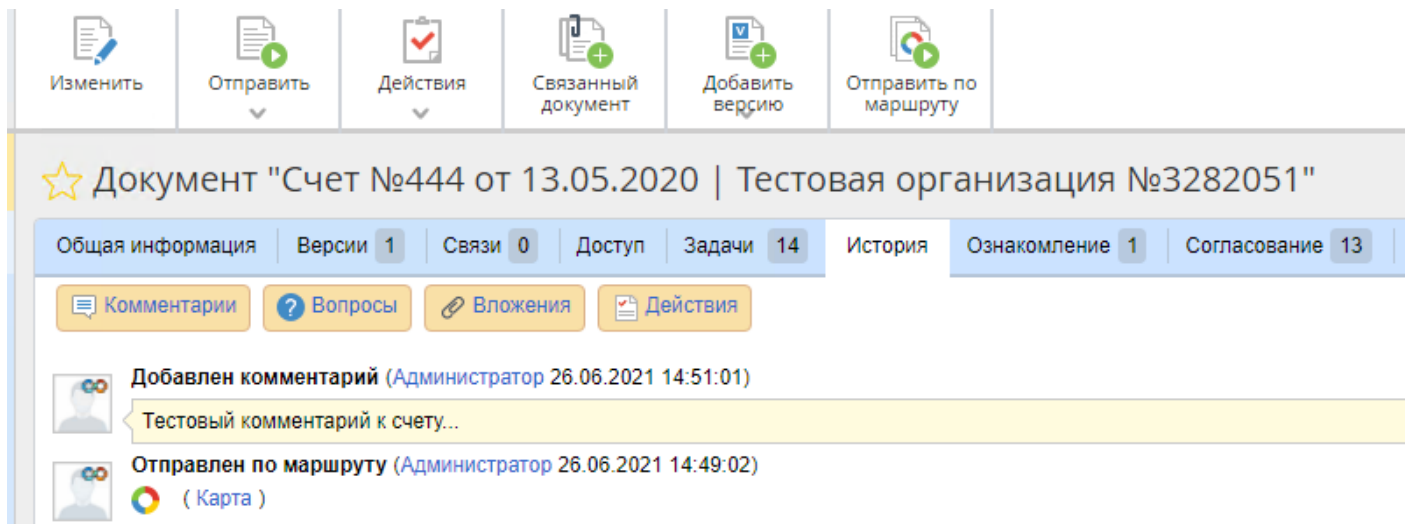 Изменить
Отправить
Действия
Связанный документ
Добавить версию
Отправить по маршруту
Документ "Счет №444 от 13.05.2020 | Тестовая организация №3282051"
Общая информация Версии 1 Связи 0 Доступ Задачи 14 История Ознакомление 1 Согласование 13
Комментарии Вопросы Вложения Действия
Добавлен комментарий (Администратор 26.06.2021 14:51:01)
Тестовый комментарий к счету...
Отправлен по маршруту (Администратор 26.06.2021 14:49:02)
( Карта )